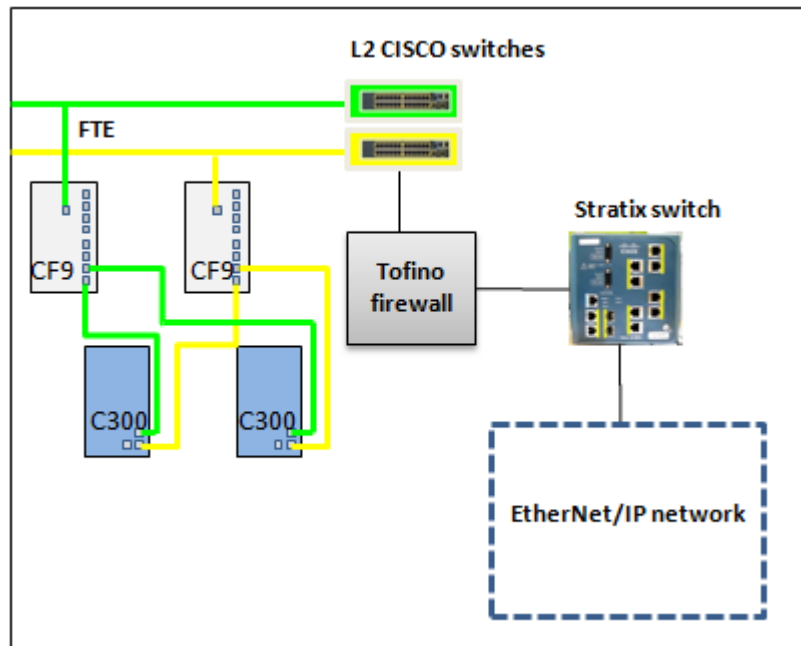 L2 CISCO switches
FTE
Stratix switch
CF9
CF9
Tofino
firewall
C300
C300
EtherNet/IP network